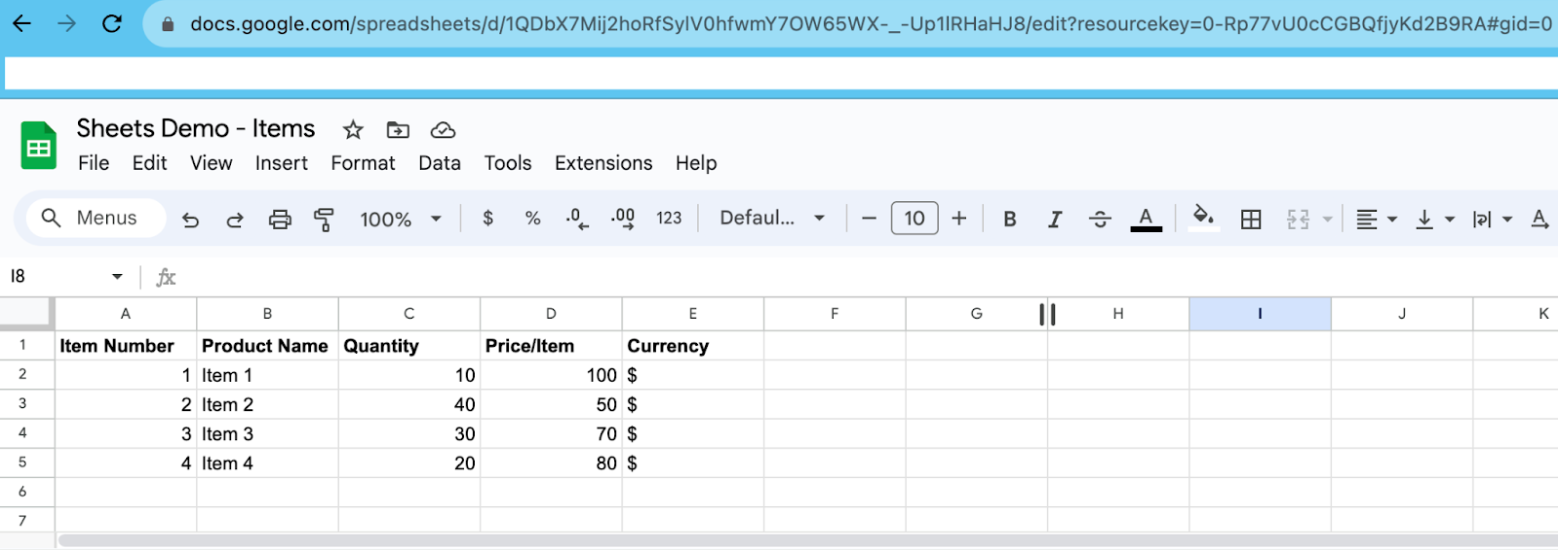 docs.google.com/spreadsheets/d/1QDbX7Mij2hoRfSylV0hfwmY7OW65WX-_-Up1lRHaHJ8/edit?resourcekey=0-Rp77vU0cCGBQfjyKd2B9RA#gid=0
Sheets Demo - Items
File Edit View Insert Format Data Tools Extensions Help
Menus 100% $ % .0 .00 123 Defaul... − 10 + B I S A A
I8 fx
A B C D E F G H I J K
1 Item Number Product Name Quantity Price/Item Currency
2 1 Item 1 10 100 $
3 2 Item 2 40 50 $
4 3 Item 3 30 70 $
5 4 Item 4 20 80 $
6
7